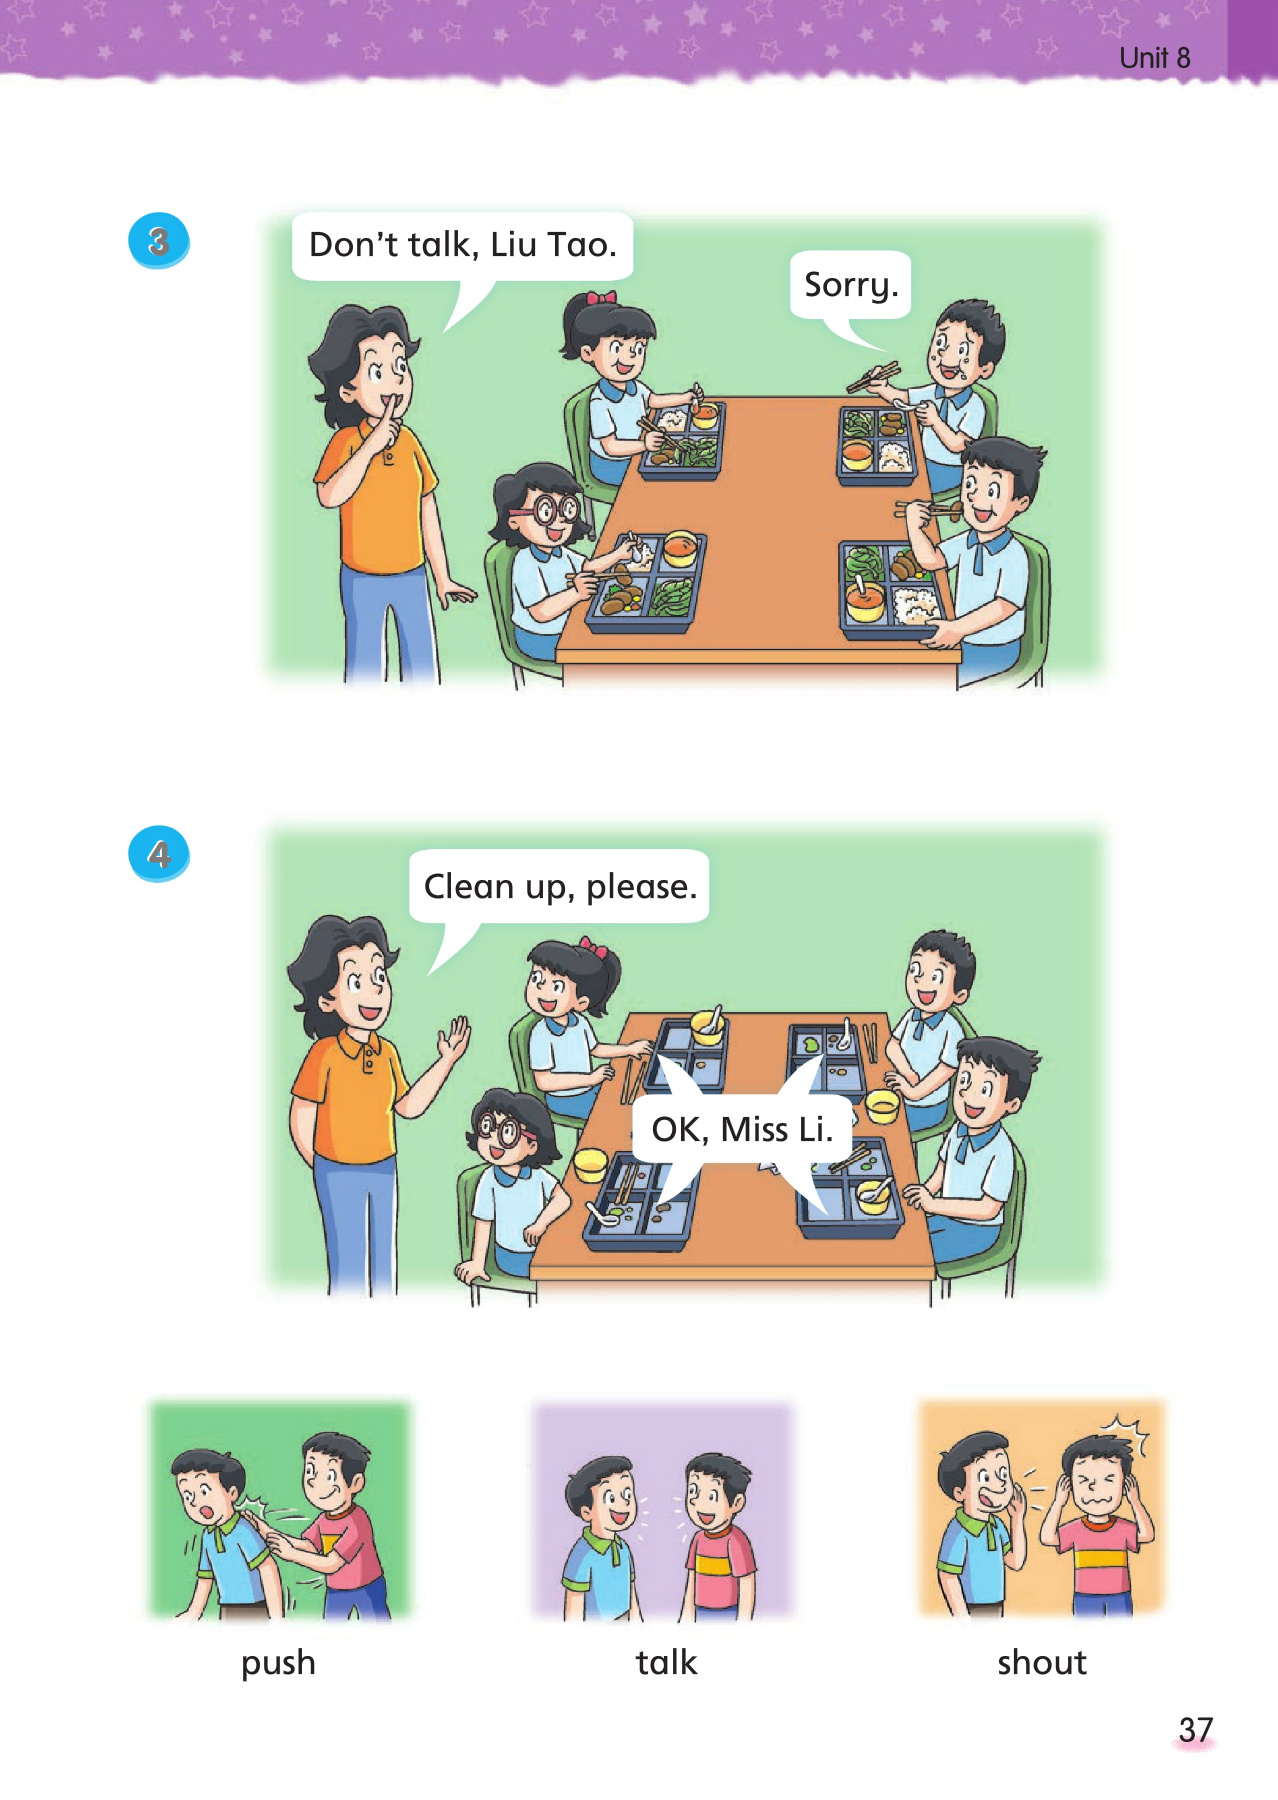 Unit 8
3
Don't talk, Liu Tao.
Sorry.
4
Clean up, please.
OK, Miss Li.
push
talk
shout
37